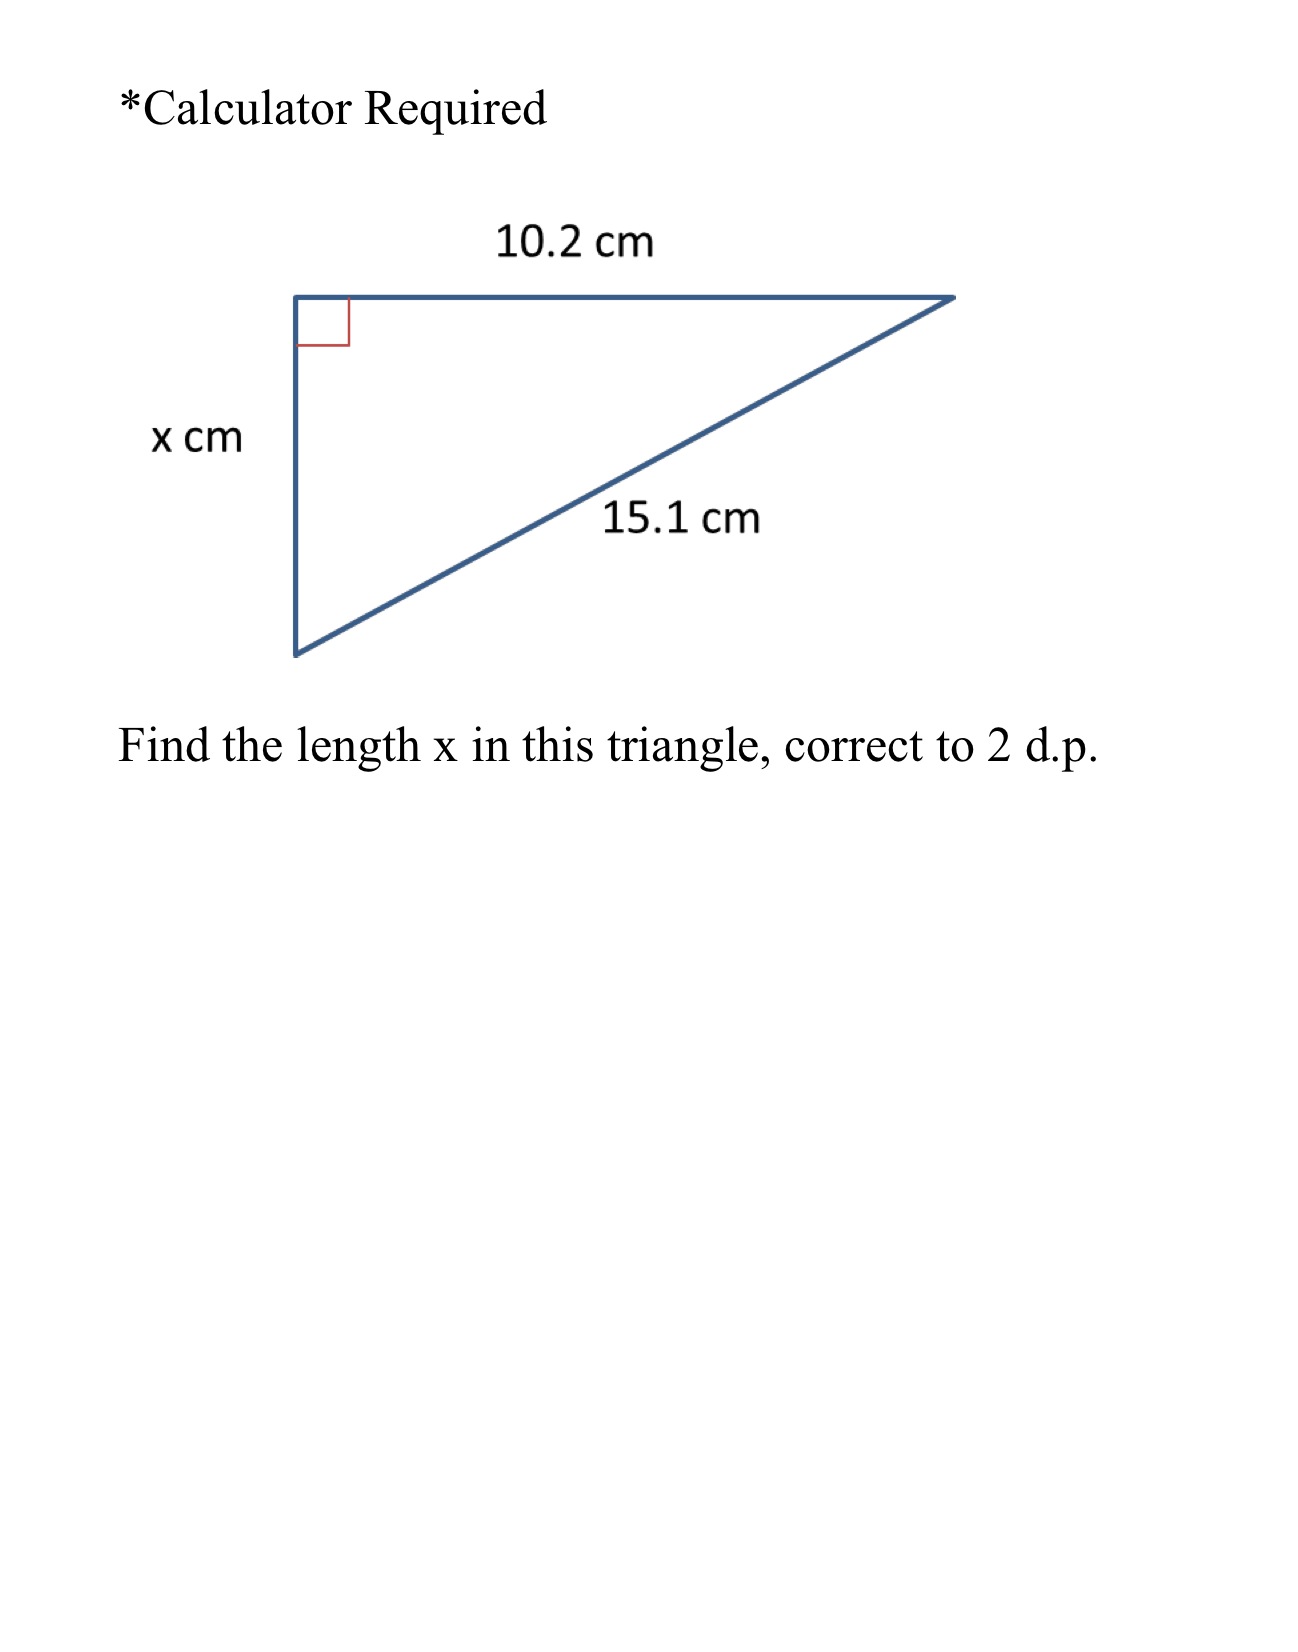 *Calculator Required
10.2 cm
x cm
15.1 cm
Find the length x in this triangle, correct to 2 d.p.